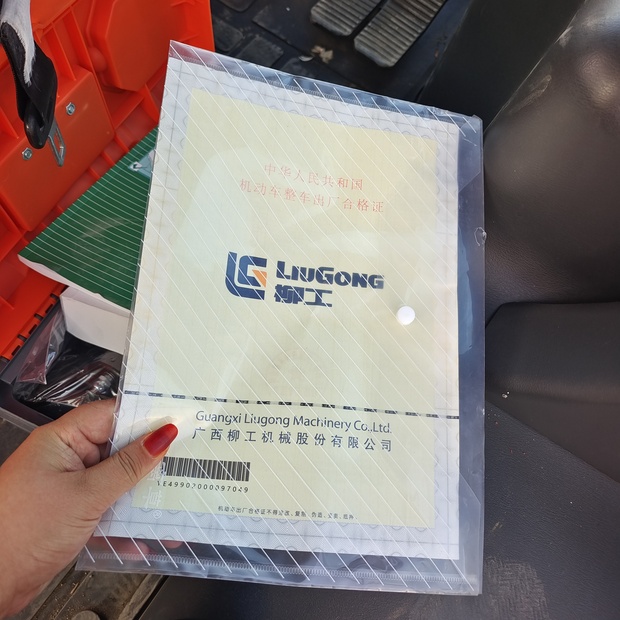 中华人民共和国
机动车整车出厂合格证
LIUGONG
柳工
Guangxi Liugong Machinery Co.,Ltd.
广西柳工机械股份有限公司